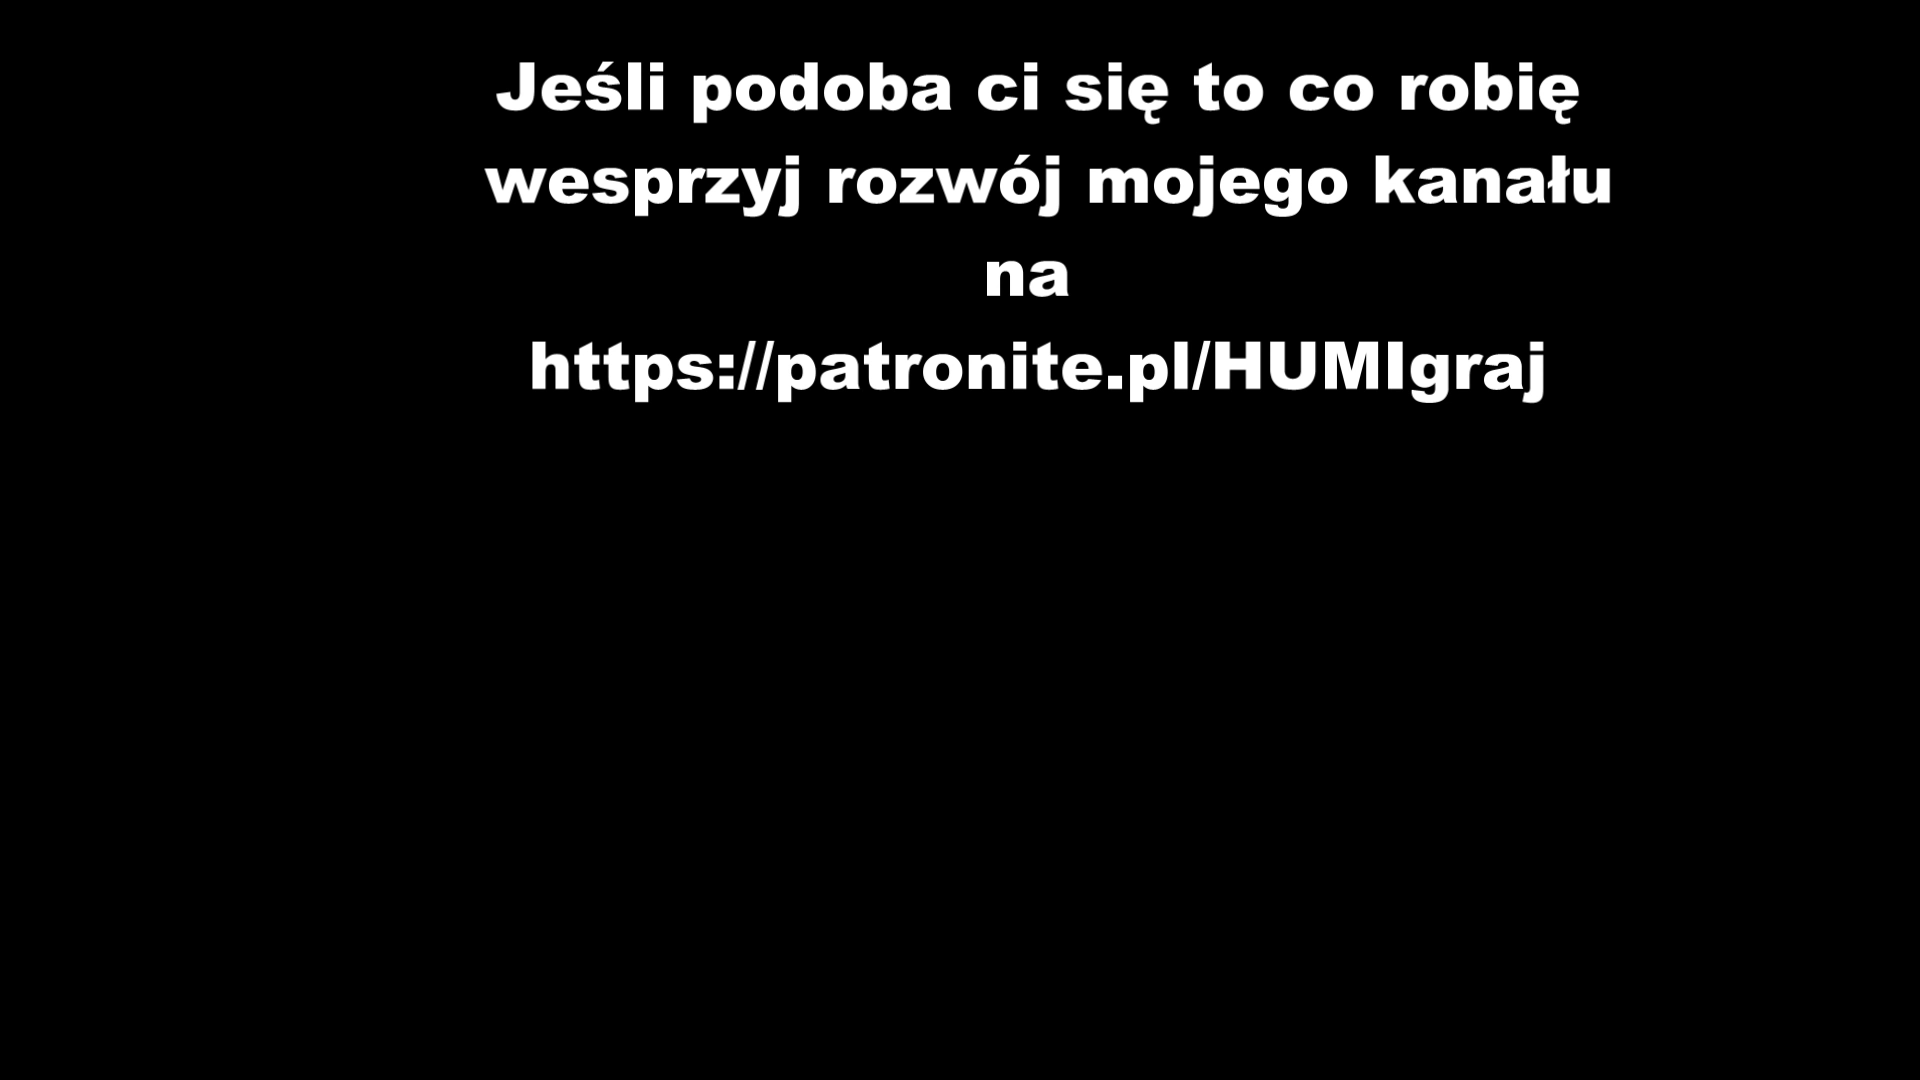 Jeśli podoba ci się to co robię
wesprzyj rozwój mojego kanału
na
https://patronite.pl/HUMIgraj